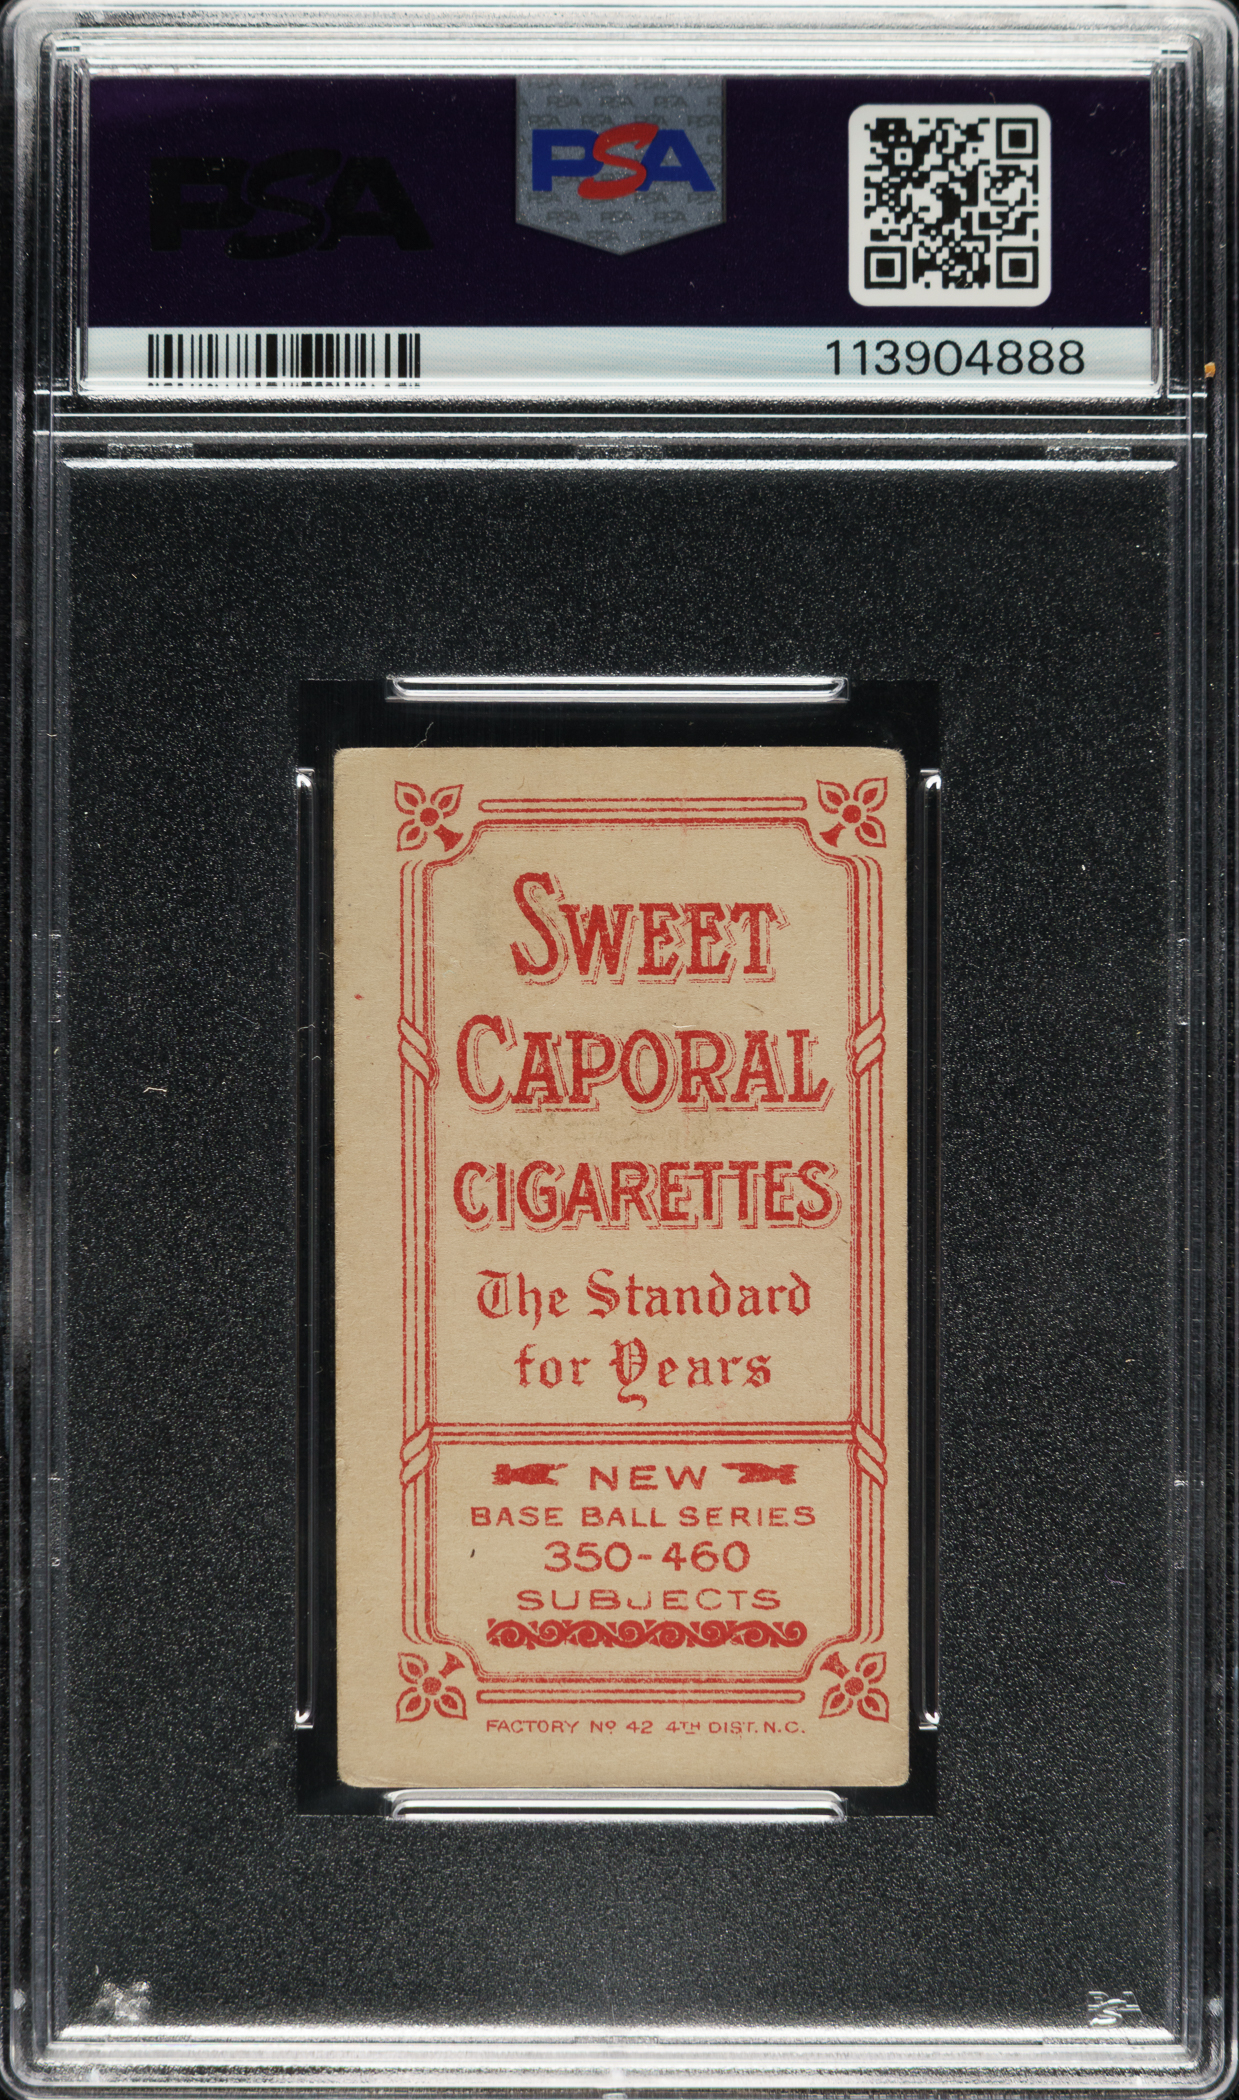 PSA
PSA
113904888
SWEET
CAPORAL
CIGARETTES
The Standard
for Years
NEW
BASE BALL SERIES
350-460
SUBJECTS
FACTORY Nº 42 4TH DIST. N.C.
PSA